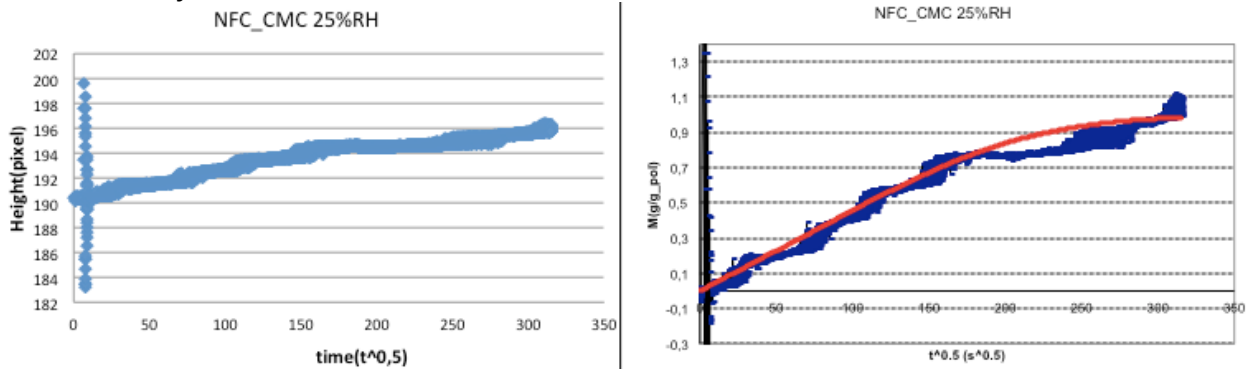 NFC_CMC 25%RH
202
200
198
196
194
192
190
188
186
184
182
Height(pixel)
0 50 100 150 200 250 300 350
time(t^0,5)
NFC_CMC 25%RH
1,3
1,1
0,9
0,7
0,5
0,3
0,1
-0,1
-0,3
M(g/g_pol)
50 100 150 200 250 300 350
t^0.5 (s^0.5)